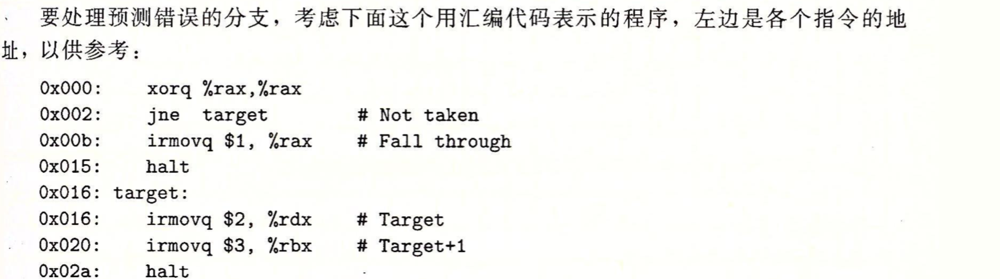 要处理预测错误的分支，考虑下面这个用汇编代码表示的程序，左边是各个指令的地
址，以供参考：
0x000:    xorq %rax,%rax
0x002:    jne  target        # Not taken
0x00b:    irmovq $1, %rax    # Fall through
0x015:    halt
0x016: target:
0x016:    irmovq $2, %rdx    # Target
0x020:    irmovq $3, %rbx    # Target+1
0x02a:    halt